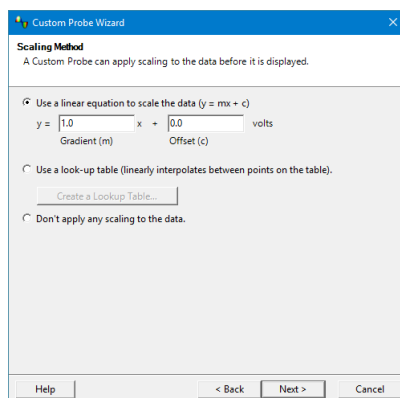 Custom Probe Wizard
Scaling Method
A Custom Probe can apply scaling to the data before it is displayed.
Use a linear equation to scale the data (y = mx + c)
y = 1.0 x + 0.0 volts
Gradient (m) Offset (c)
Use a look-up table (linearly interpolates between points on the table).
Create a Lookup Table...
Don't apply any scaling to the data.
Help < Back Next > Cancel